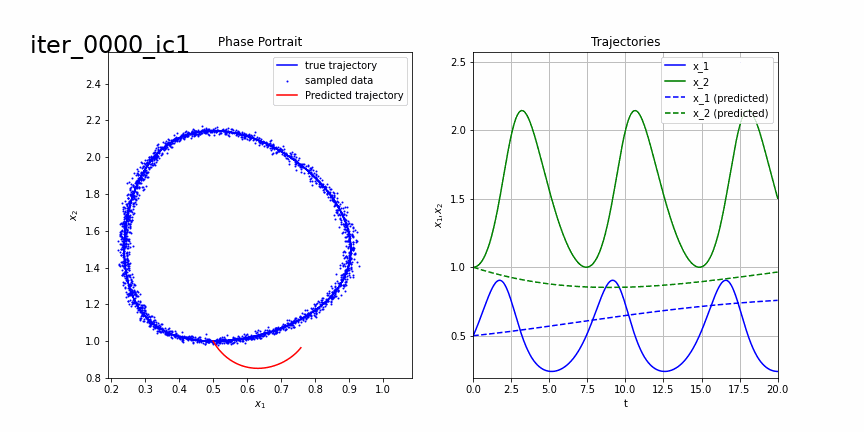 iter_0000_ic1
Phase Portrait
true trajectory
sampled data
Predicted trajectory
2.4
2.2
2.0
1.8
1.6
1.4
1.2
1.0
0.8
x₂
0.2 0.3 0.4 0.5 0.6 0.7 0.8 0.9 1.0
x₁
Trajectories
x_1
x_2
x_1 (predicted)
x_2 (predicted)
2.5
2.0
1.5
1.0
0.5
x₁,x₂
0.0 2.5 5.0 7.5 10.0 12.5 15.0 17.5 20.0
t